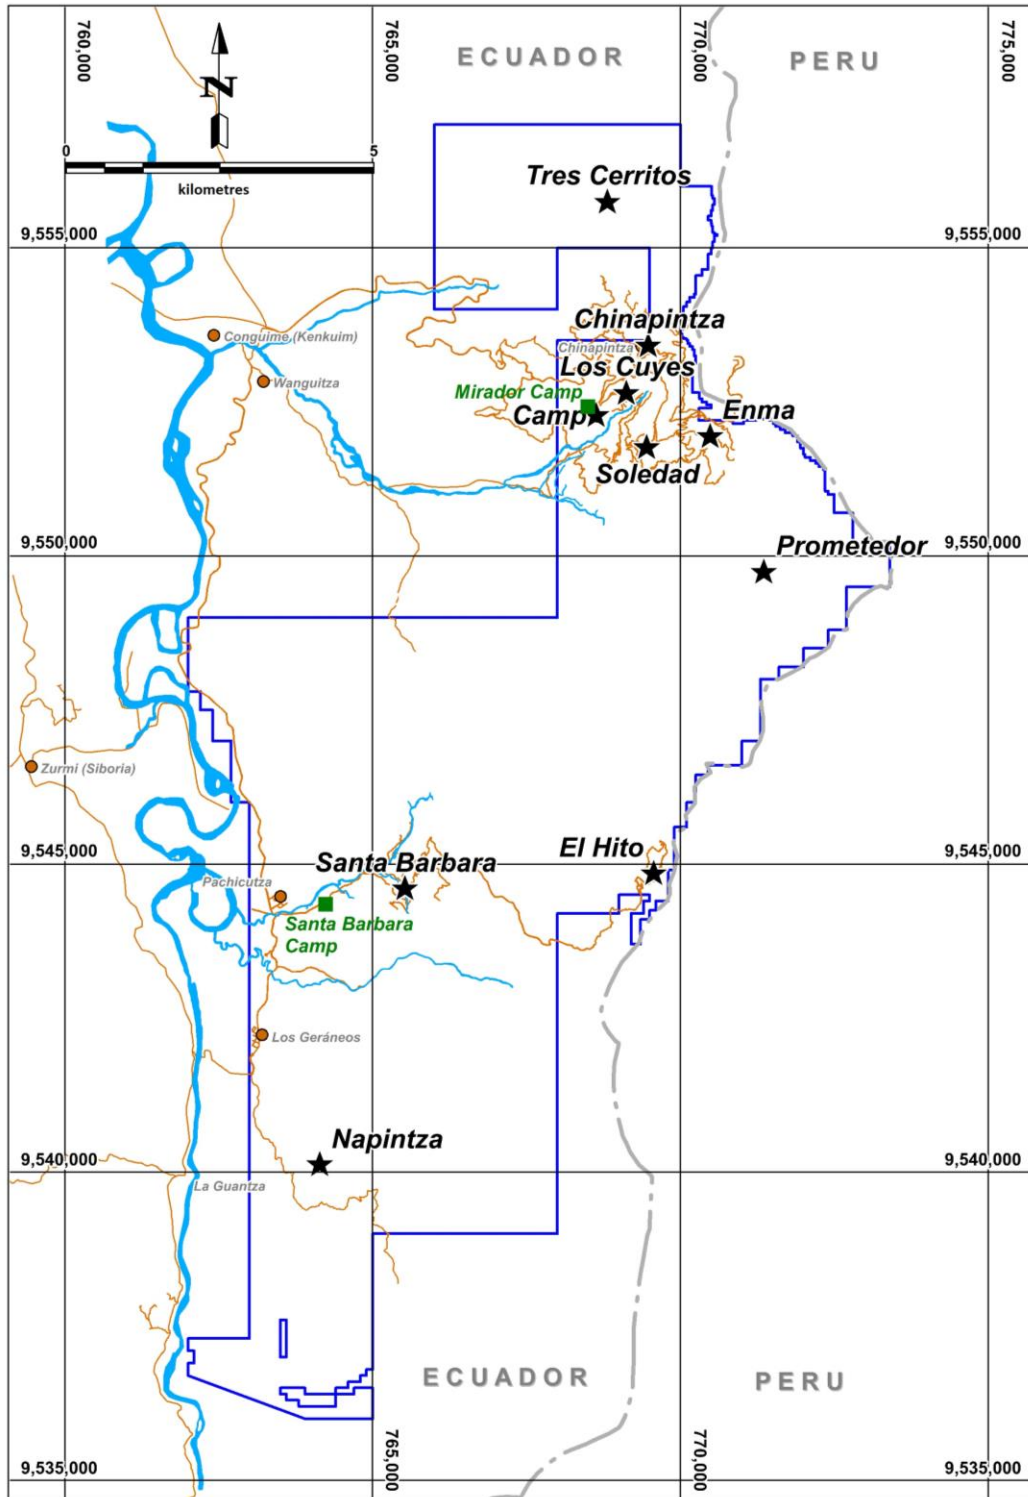 760,000
765,000
770,000
775,000
ECUADOR
PERU
N
0
5
kilometres
Tres Cerritos
9,555,000
9,555,000
Chinapintza
Conguime (Kenkuim)
Chinapintza
Los Cuyes
Wanguitza
Mirador Camp
Camp
Enma
Soledad
9,550,000
Prometedor
9,550,000
Zurmi (Siboria)
9,545,000
Santa Barbara
El Hito
9,545,000
Pachicutza
Santa Barbara
Camp
Los Geráneos
Napintza
9,540,000
9,540,000
La Guantza
ECUADOR
PERU
765,000
770,000
775,000
9,535,000
9,535,000